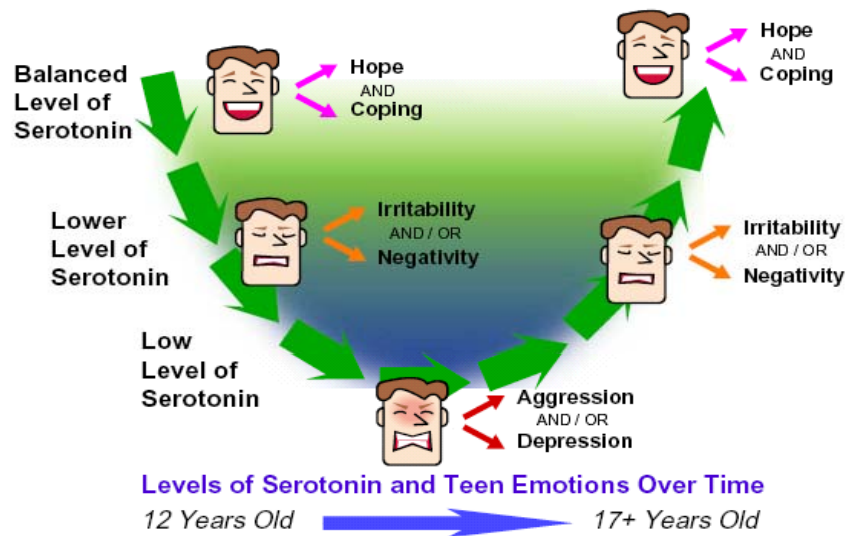 Balanced
Level of
Serotonin
Hope
AND
Coping
Hope
AND
Coping
Lower
Level of
Serotonin
Irritability
AND / OR
Negativity
Irritability
AND / OR
Negativity
Low
Level of
Serotonin
Aggression
AND / OR
Depression
Levels of Serotonin and Teen Emotions Over Time
12 Years Old 17+ Years Old